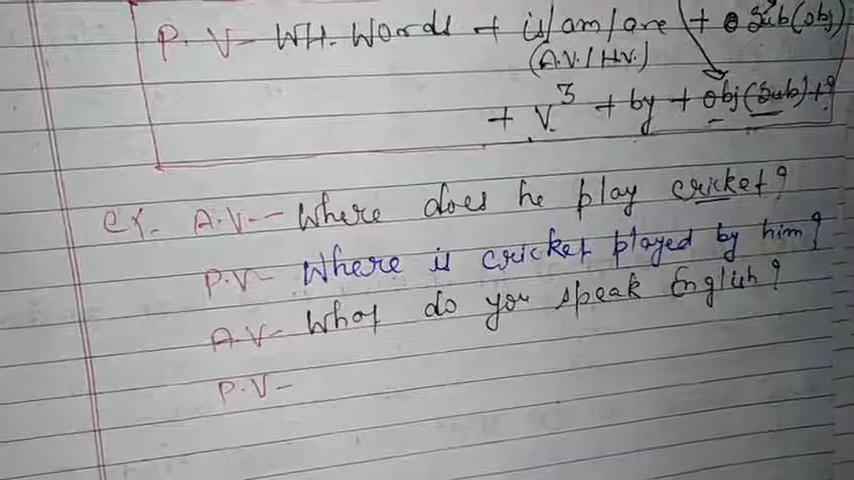 P. V - WH. Words + is/am/are + Sub(obj)
(A.V./H.V.)
+ V3 + by + obj(Sub) + ?
ex. A.V. - Where does he play cricket?
P.V - Where is cricket played by him?
A.V - What do you speak English?
P.V -